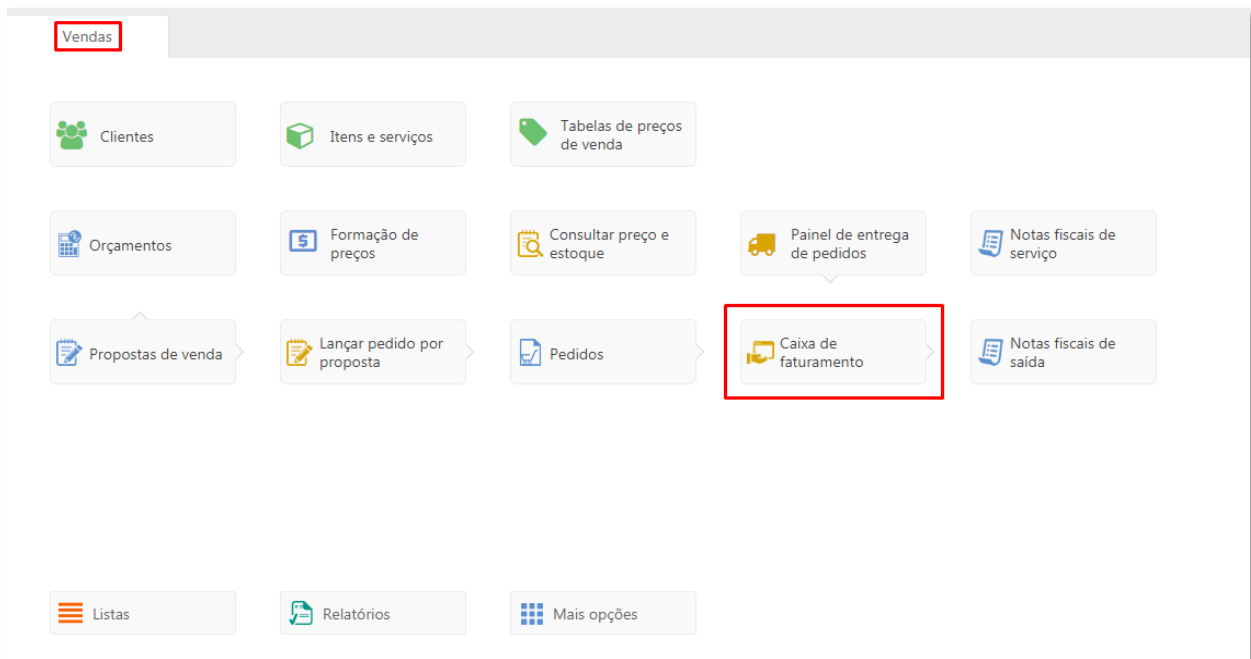 Vendas
Clientes
Itens e serviços
Tabelas de preços
de venda
Orçamentos
Formação de
preços
Consultar preço e
estoque
Painel de entrega
de pedidos
Notas fiscais de
serviço
Propostas de venda
Lançar pedido por
proposta
Pedidos
Caixa de
faturamento
Notas fiscais de
saída
Listas
Relatórios
Mais opções